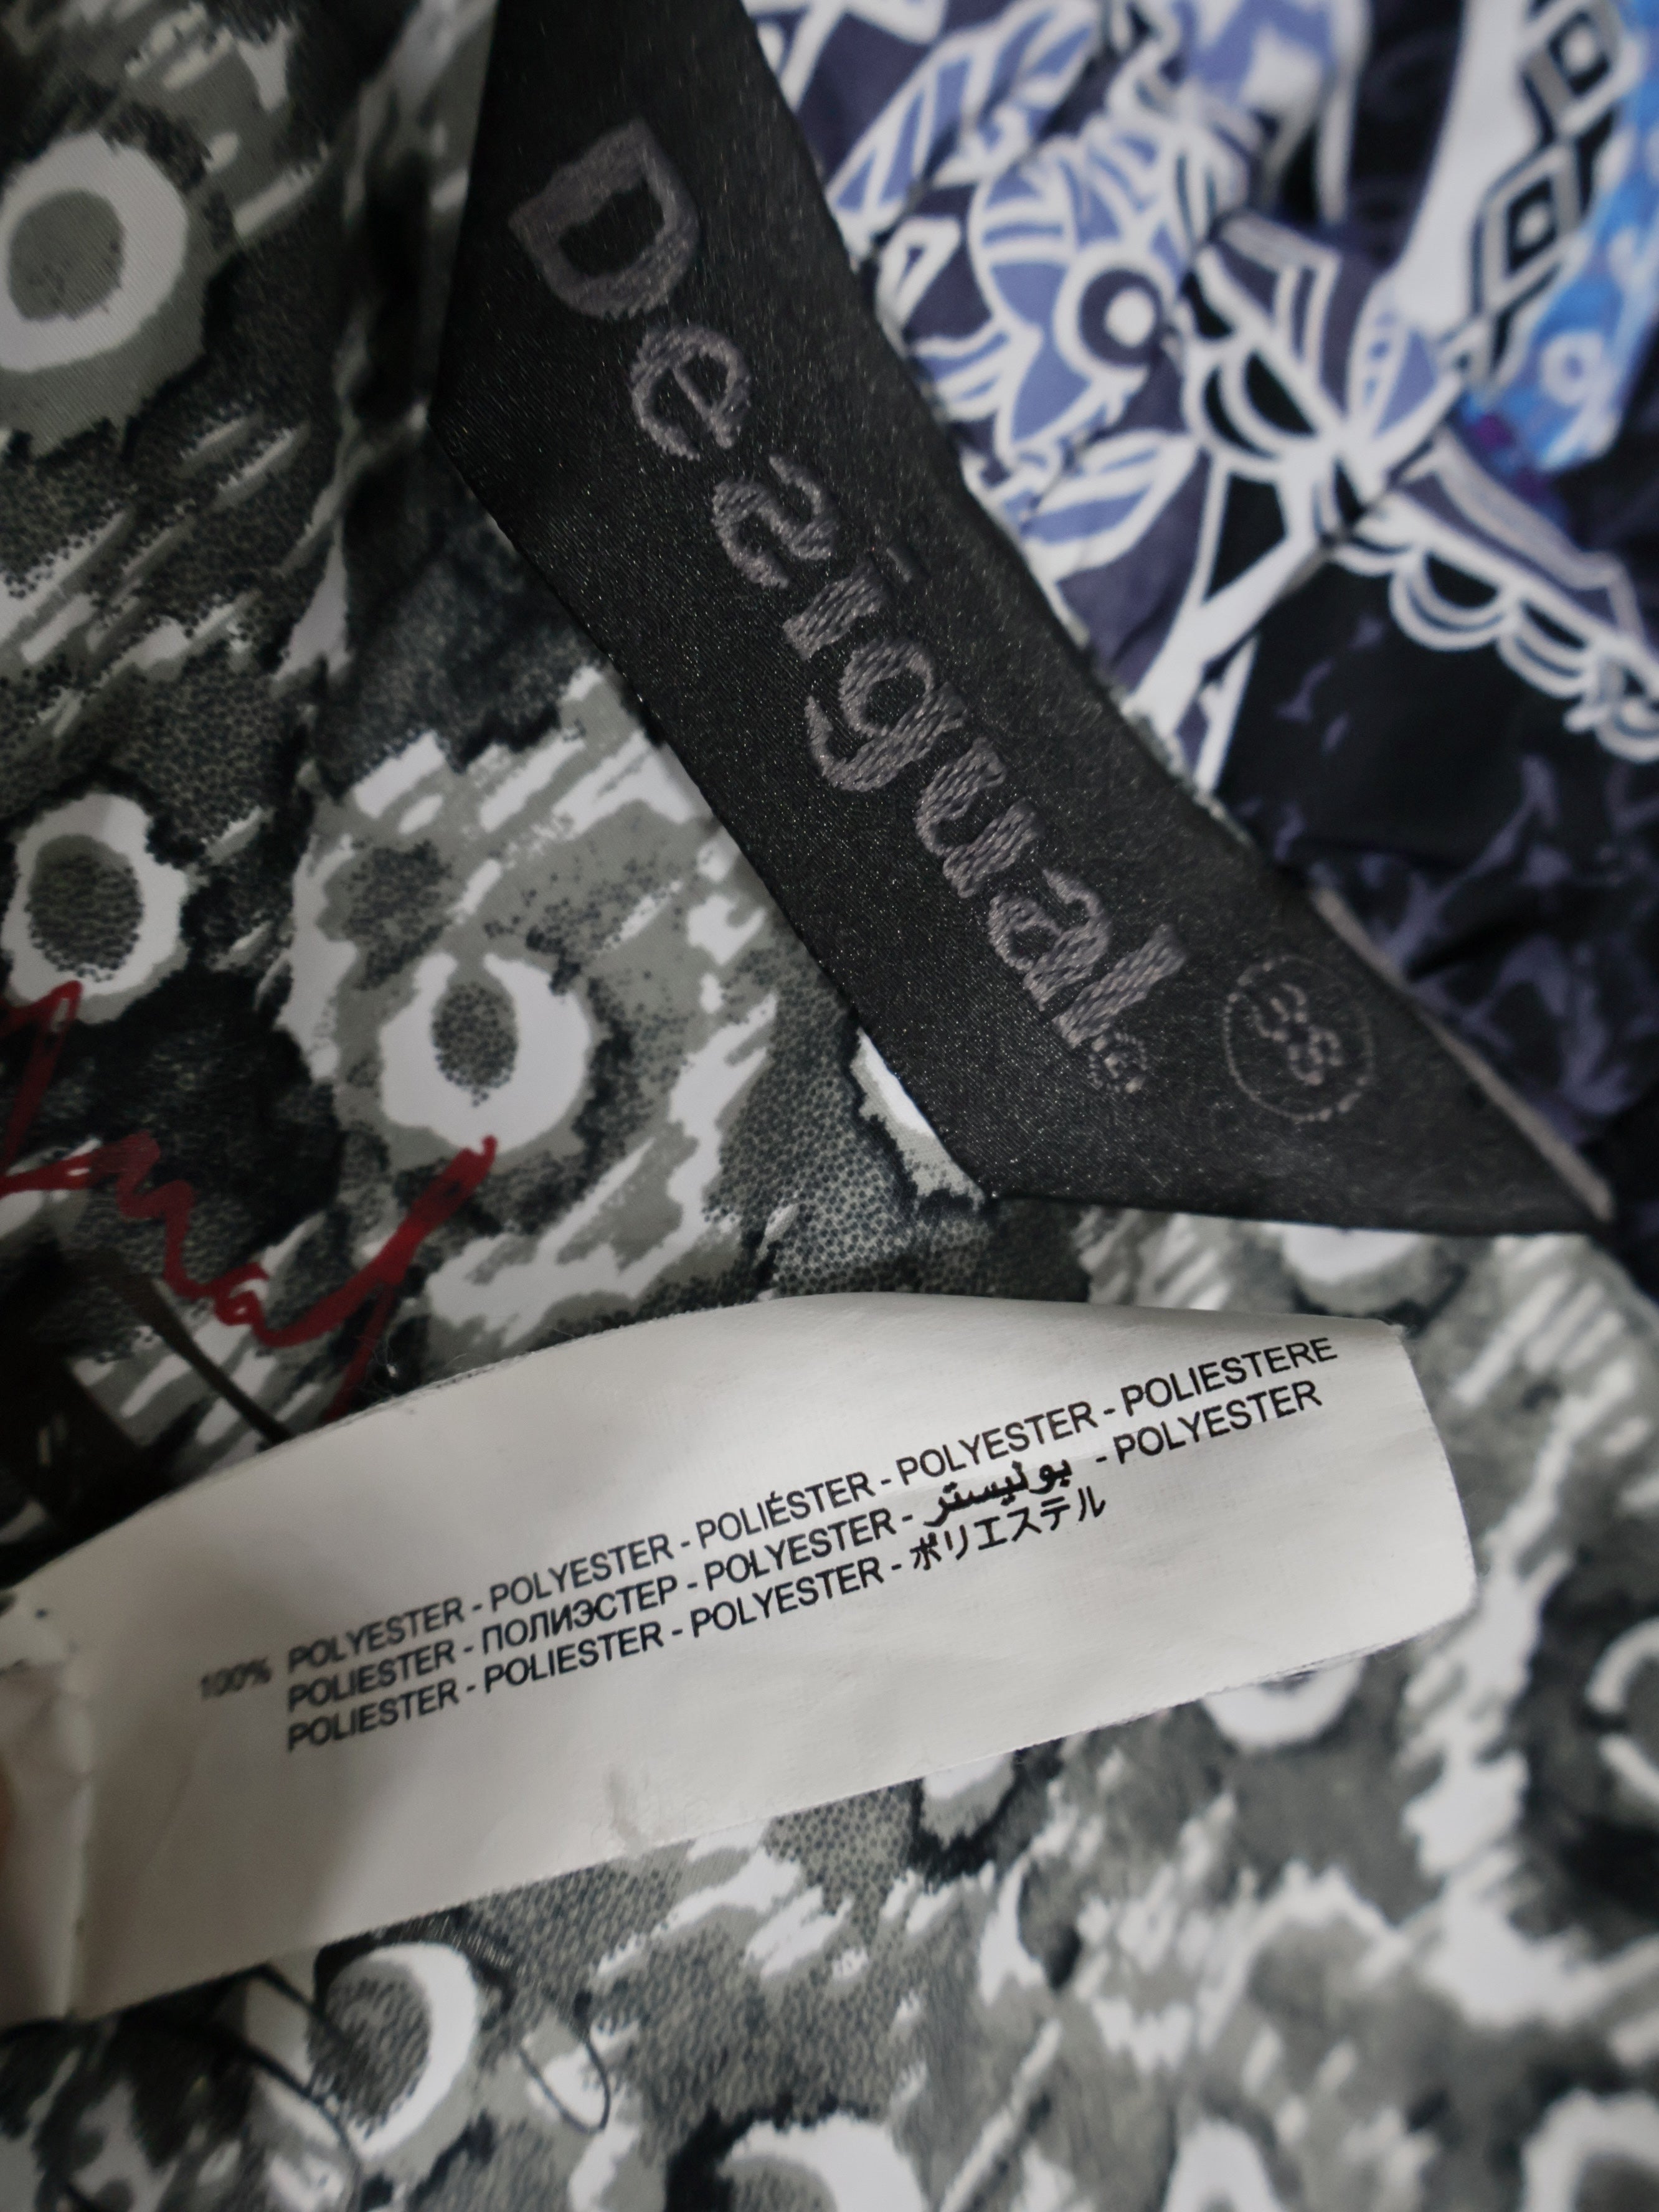 Desigual®
38
100% POLYESTER - POLYESTER - POLIÉSTER - POLYESTER - POLIESTERE
POLIESTER - ПОЛИЭСТЕР - POLYESTER - بوليستر - POLYESTER
POLIESTER - POLIESTER - POLYESTER - ポリエステル